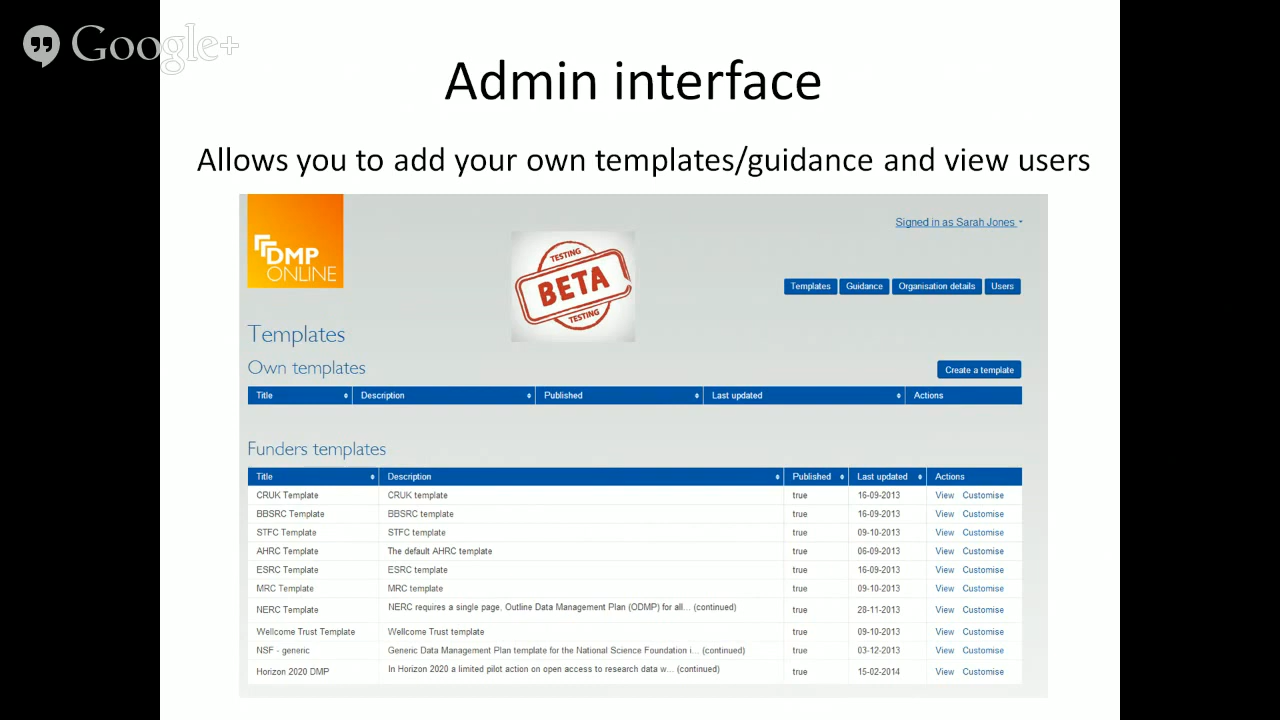 Google+
Admin interface
Allows you to add your own templates/guidance and view users
DMP
ONLINE
TESTING
BETA
TESTING
Signed in as Sarah Jones
Templates Guidance Organisation details Users
Templates
Own templates
Create a template
Title Description Published Last updated Actions
Funders templates
Title Description Published Last updated Actions
CRUK Template CRUK template true 16-09-2013 View Customise
BBSRC Template BBSRC template true 16-09-2013 View Customise
STFC Template STFC template true 09-10-2013 View Customise
AHRC Template The default AHRC template true 06-09-2013 View Customise
ESRC Template ESRC template true 16-09-2013 View Customise
MRC Template MRC template true 09-10-2013 View Customise
NERC Template NERC requires a single page, Outline Data Management Plan (ODMP) for all... (continued) true 28-11-2013 View Customise
Wellcome Trust Template Wellcome Trust template true 09-10-2013 View Customise
NSF - generic Generic Data Management Plan template for the National Science Foundation i... (continued) true 03-12-2013 View Customise
Horizon 2020 DMP In Horizon 2020 a limited pilot action on open access to research data w... (continued) true 15-02-2014 View Customise